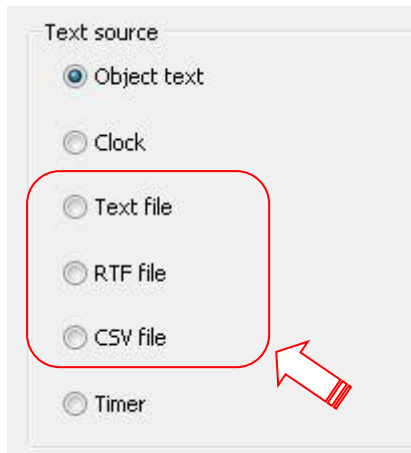 Text source
Object text
Clock
Text file
RTF file
CSV file
Timer